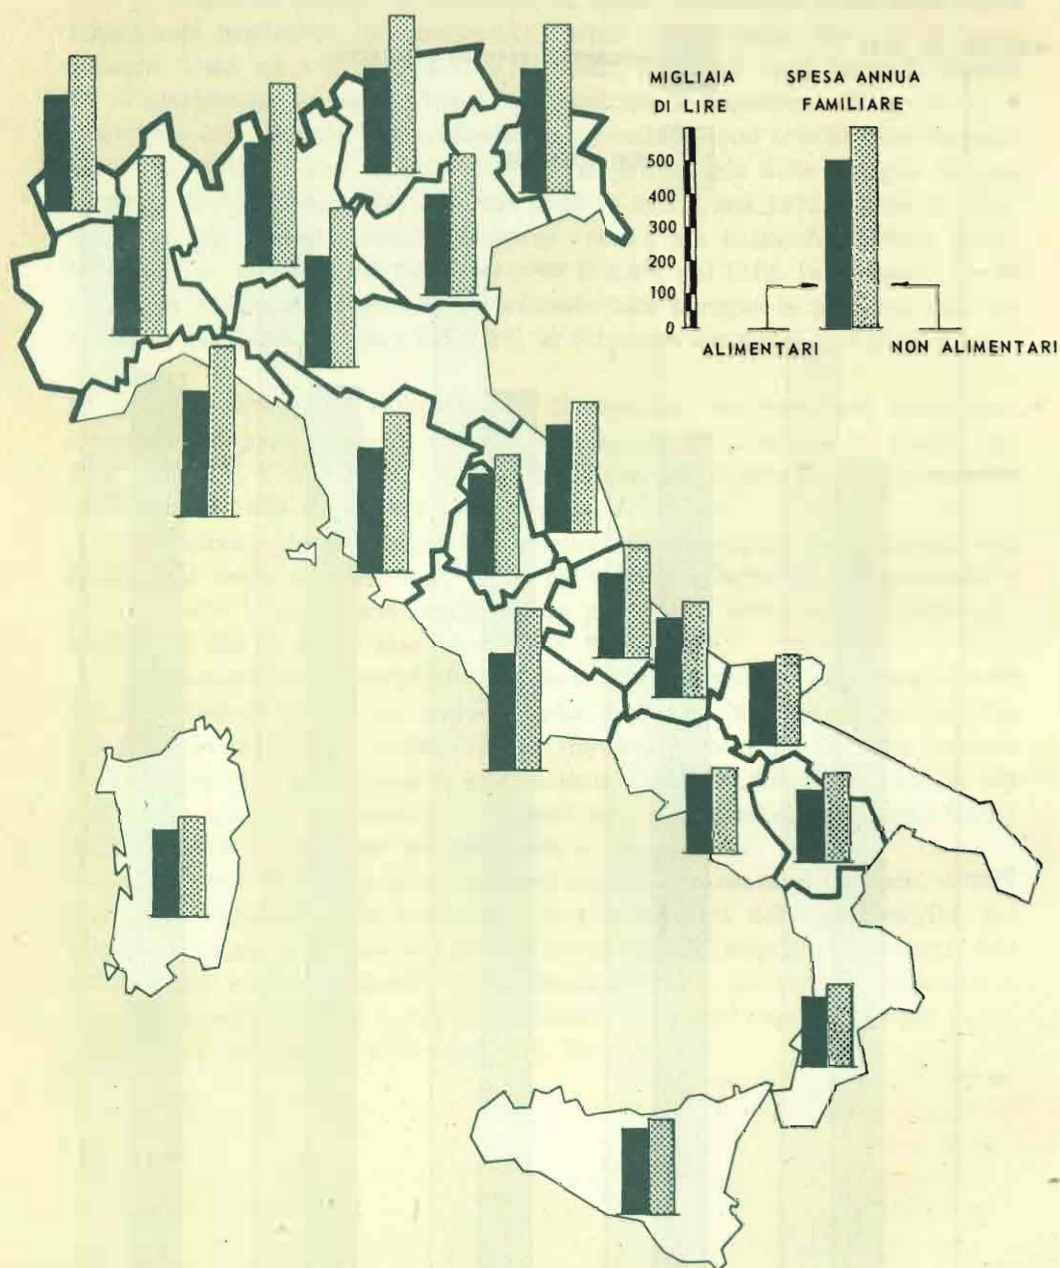 MIGLIAIA
DI LIRE
SPESA ANNUA
FAMILIARE
500
400
300
200
100
0
ALIMENTARI
NON ALIMENTARI